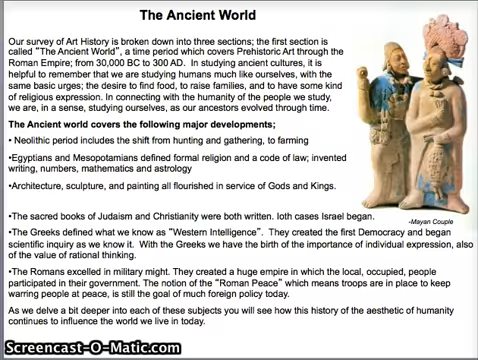 The Ancient World
Our survey of Art History is broken down into three sections; the first section is
called "The Ancient World", a time period which covers Prehistoric Art through the
Roman Empire; from 30,000 BC to 300 AD. In studying ancient cultures, it is
helpful to remember that we are studying humans much like ourselves, with the
same basic urges; the desire to find food, to raise families, and to have some kind
of religious expression. In connecting with the humanity of the people we study,
we are, in a sense, studying ourselves, as our ancestors evolved through time.
The Ancient world covers the following major developments;
• Neolithic period includes the shift from hunting and gathering, to farming
•Egyptians and Mesopotamians defined formal religion and a code of law; invented
writing, numbers, mathematics and astrology
•Architecture, sculpture, and painting all flourished in service of Gods and Kings.
•The sacred books of Judaism and Christianity were both written. Ioth cases Israel began.
-Mayan Couple
•The Greeks defined what we know as "Western Intelligence". They created the first Democracy and began
scientific inquiry as we know it. With the Greeks we have the birth of the importance of individual expression, also
of the value of rational thinking.
•The Romans excelled in military might. They created a huge empire in which the local, occupied, people
participated in their government. The notion of the "Roman Peace" which means troops are in place to keep
warring people at peace, is still the goal of much foreign policy today.
As we delve a bit deeper into each of these subjects you will see how this history of the aesthetic of humanity
continues to influence the world we live in today.
Screencast-O-Matic.com